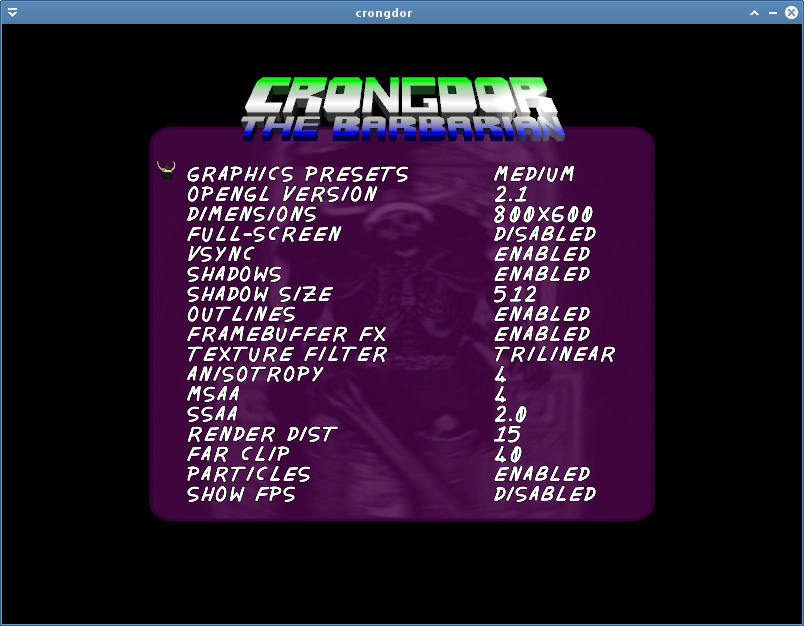 crongdor
CRONGDOR
THE BARBARIAN
GRAPHICS PRESETS MEDIUM
OPENGL VERSION 2.1
DIMENSIONS 800X600
FULL-SCREEN DISABLED
VSYNC ENABLED
SHADOWS ENABLED
SHADOW SIZE 512
OUTLINES ENABLED
FRAMEBUFFER FX ENABLED
TEXTURE FILTER TRILINEAR
ANISOTROPY 4
MSAA 4
SSAA 2.0
RENDER DIST 15
FAR CLIP 40
PARTICLES ENABLED
SHOW FPS DISABLED